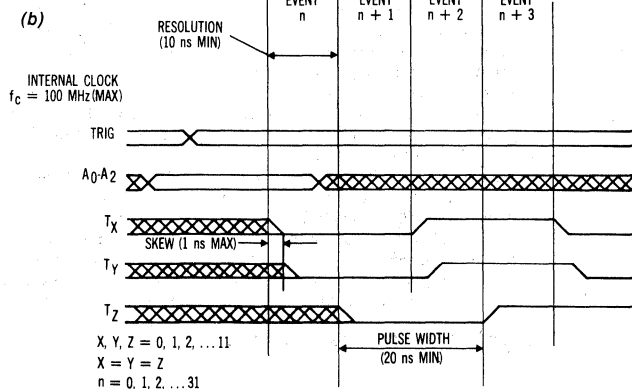 (b)
EVENT
n
EVENT
n + 1
EVENT
n + 2
EVENT
n + 3
RESOLUTION
(10 ns MIN)
INTERNAL CLOCK
fc = 100 MHz (MAX)
TRIG
A0-A2
TX
SKEW (1 ns MAX)
TY
TZ
PULSE WIDTH
(20 ns MIN)
X, Y, Z = 0, 1, 2, ...11
X = Y = Z
n = 0, 1, 2, ...31